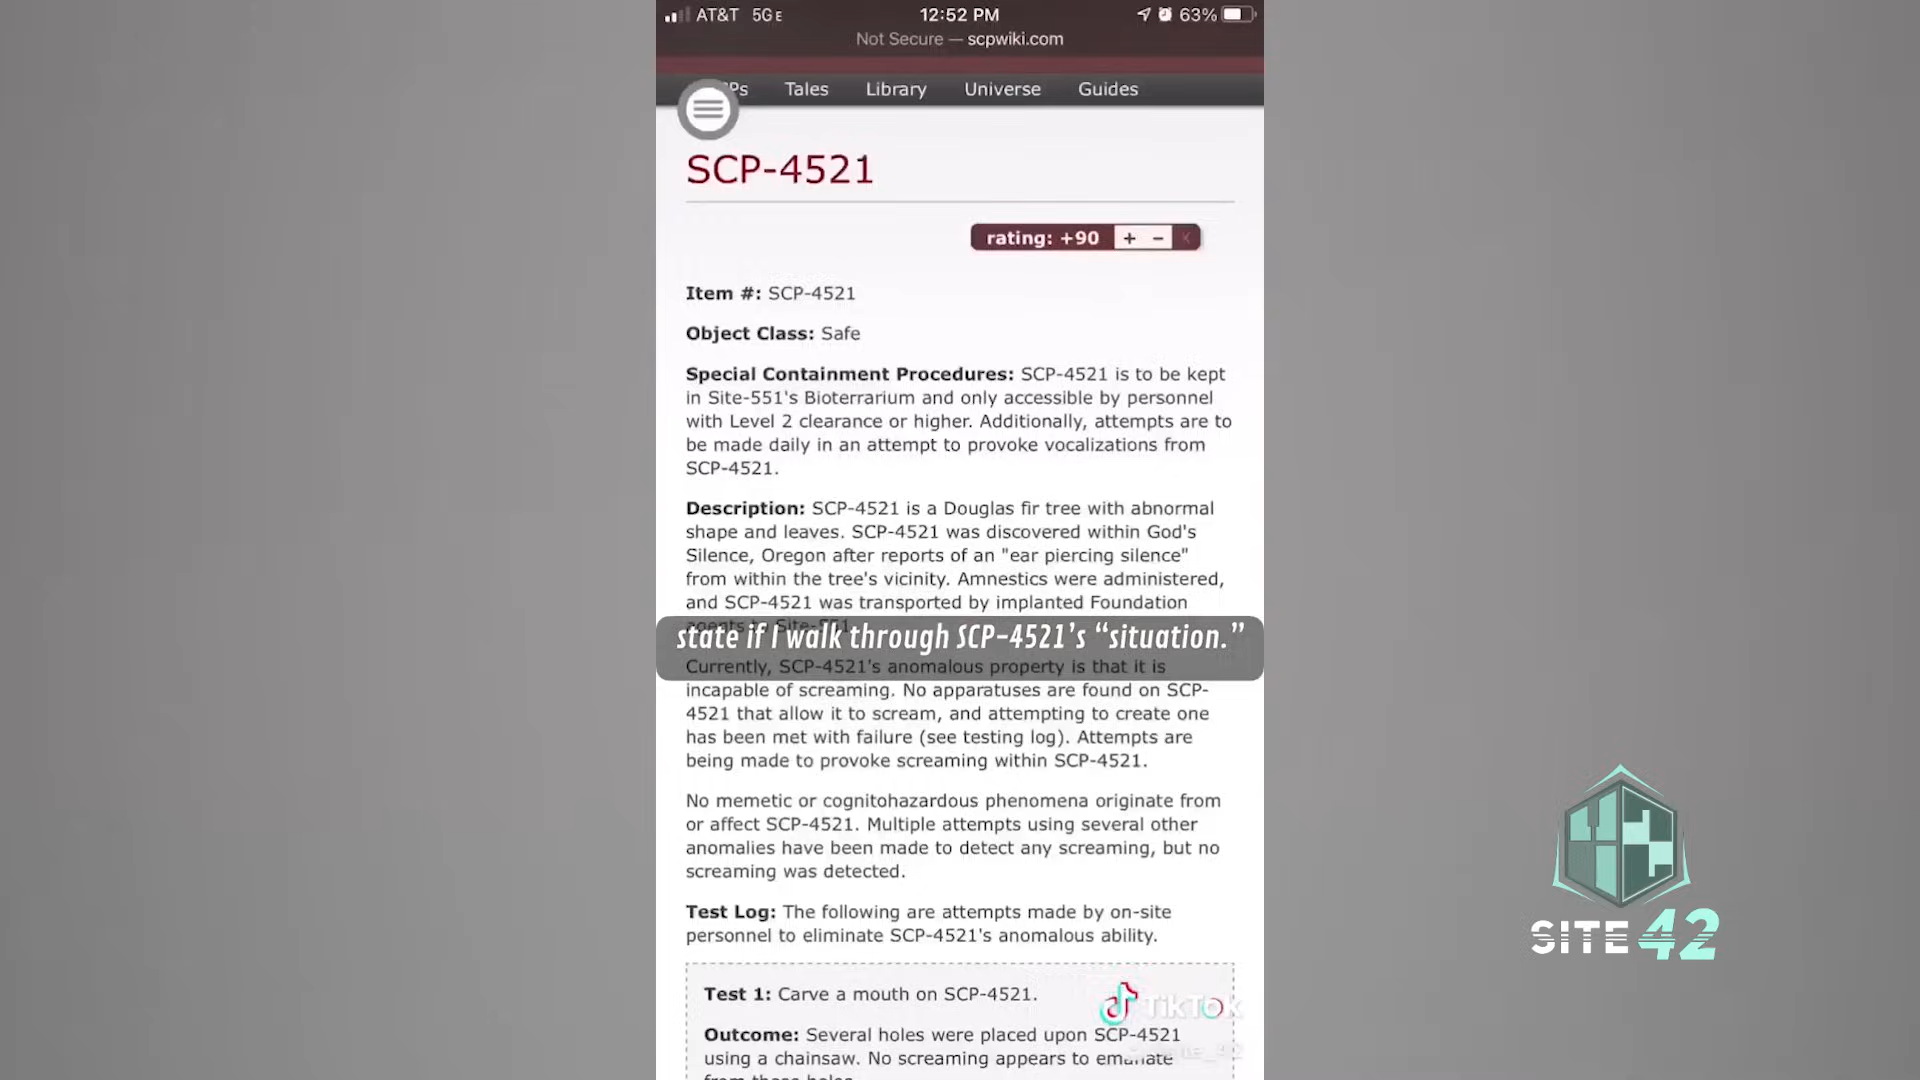 AT&T 5GE 12:52 PM 63%
Not Secure — scpwiki.com
Ps Tales Library Universe Guides
SCP-4521
rating: +90 + – X
Item #: SCP-4521
Object Class: Safe
Special Containment Procedures: SCP-4521 is to be kept
in Site-551's Bioterrarium and only accessible by personnel
with Level 2 clearance or higher. Additionally, attempts are to
be made daily in an attempt to provoke vocalizations from
SCP-4521.
Description: SCP-4521 is a Douglas fir tree with abnormal
shape and leaves. SCP-4521 was discovered within God's
Silence, Oregon after reports of an "ear piercing silence"
from within the tree's vicinity. Amnestics were administered,
and SCP-4521 was transported by implanted Foundation
agents to Site-551.
state if I walk through SCP-4521’s “situation.”
Currently, SCP-4521's anomalous property is that it is
incapable of screaming. No apparatuses are found on SCP-
4521 that allow it to scream, and attempting to create one
has been met with failure (see testing log). Attempts are
being made to provoke screaming within SCP-4521.
No memetic or cognitohazardous phenomena originate from
or affect SCP-4521. Multiple attempts using several other
anomalies have been made to detect any screaming, but no
screaming was detected.
Test Log: The following are attempts made by on-site
personnel to eliminate SCP-4521's anomalous ability.
Test 1: Carve a mouth on SCP-4521.
TikTok
Outcome: Several holes were placed upon SCP-4521
using a chainsaw. No screaming appears to emanate
from these holes
SITE 42